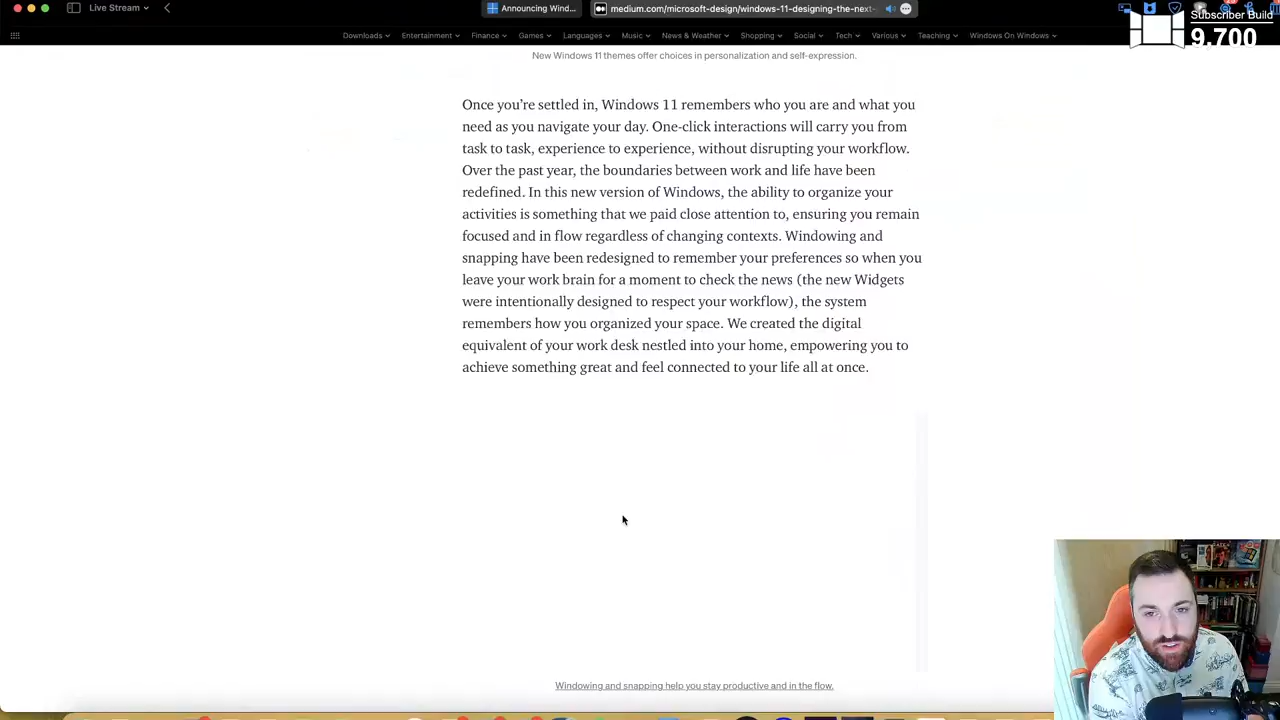 Live Stream
Announcing Wind...
medium.com/microsoft-design/windows-11-designing-the-next-
Subscriber Build
9,700
Downloads
Entertainment
Finance
Games
Languages
Music
News & Weather
Shopping
Social
Tech
Various
Teaching
Windows On Windows
New Windows 11 themes offer choices in personalization and self-expression.
Once you’re settled in, Windows 11 remembers who you are and what you
need as you navigate your day. One-click interactions will carry you from
task to task, experience to experience, without disrupting your workflow.
Over the past year, the boundaries between work and life have been
redefined. In this new version of Windows, the ability to organize your
activities is something that we paid close attention to, ensuring you remain
focused and in flow regardless of changing contexts. Windowing and
snapping have been redesigned to remember your preferences so when you
leave your work brain for a moment to check the news (the new Widgets
were intentionally designed to respect your workflow), the system
remembers how you organized your space. We created the digital
equivalent of your work desk nestled into your home, empowering you to
achieve something great and feel connected to your life all at once.
Windowing and snapping help you stay productive and in the flow.